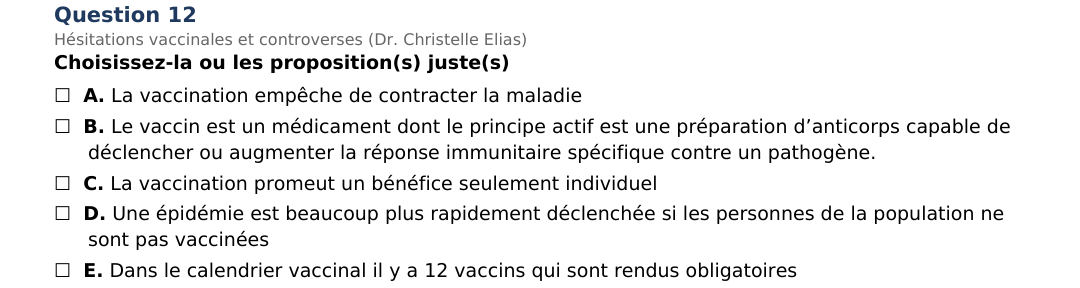 Question 12
Hésitations vaccinales et controverses (Dr. Christelle Elias)
Choisissez-la ou les proposition(s) juste(s)
☐ A. La vaccination empêche de contracter la maladie
☐ B. Le vaccin est un médicament dont le principe actif est une préparation d’anticorps capable de
déclencher ou augmenter la réponse immunitaire spécifique contre un pathogène.
☐ C. La vaccination promeut un bénéfice seulement individuel
☐ D. Une épidémie est beaucoup plus rapidement déclenchée si les personnes de la population ne
sont pas vaccinées
☐ E. Dans le calendrier vaccinal il y a 12 vaccins qui sont rendus obligatoires